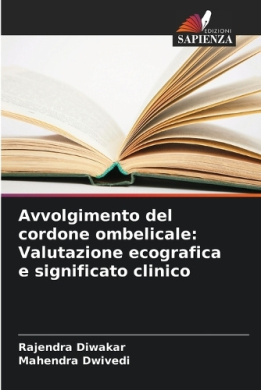 EDIZIONI
SAPIENZA
Avvolgimento del
cordone ombelicale:
Valutazione ecografica
e significato clinico
Rajendra Diwakar
Mahendra Dwivedi